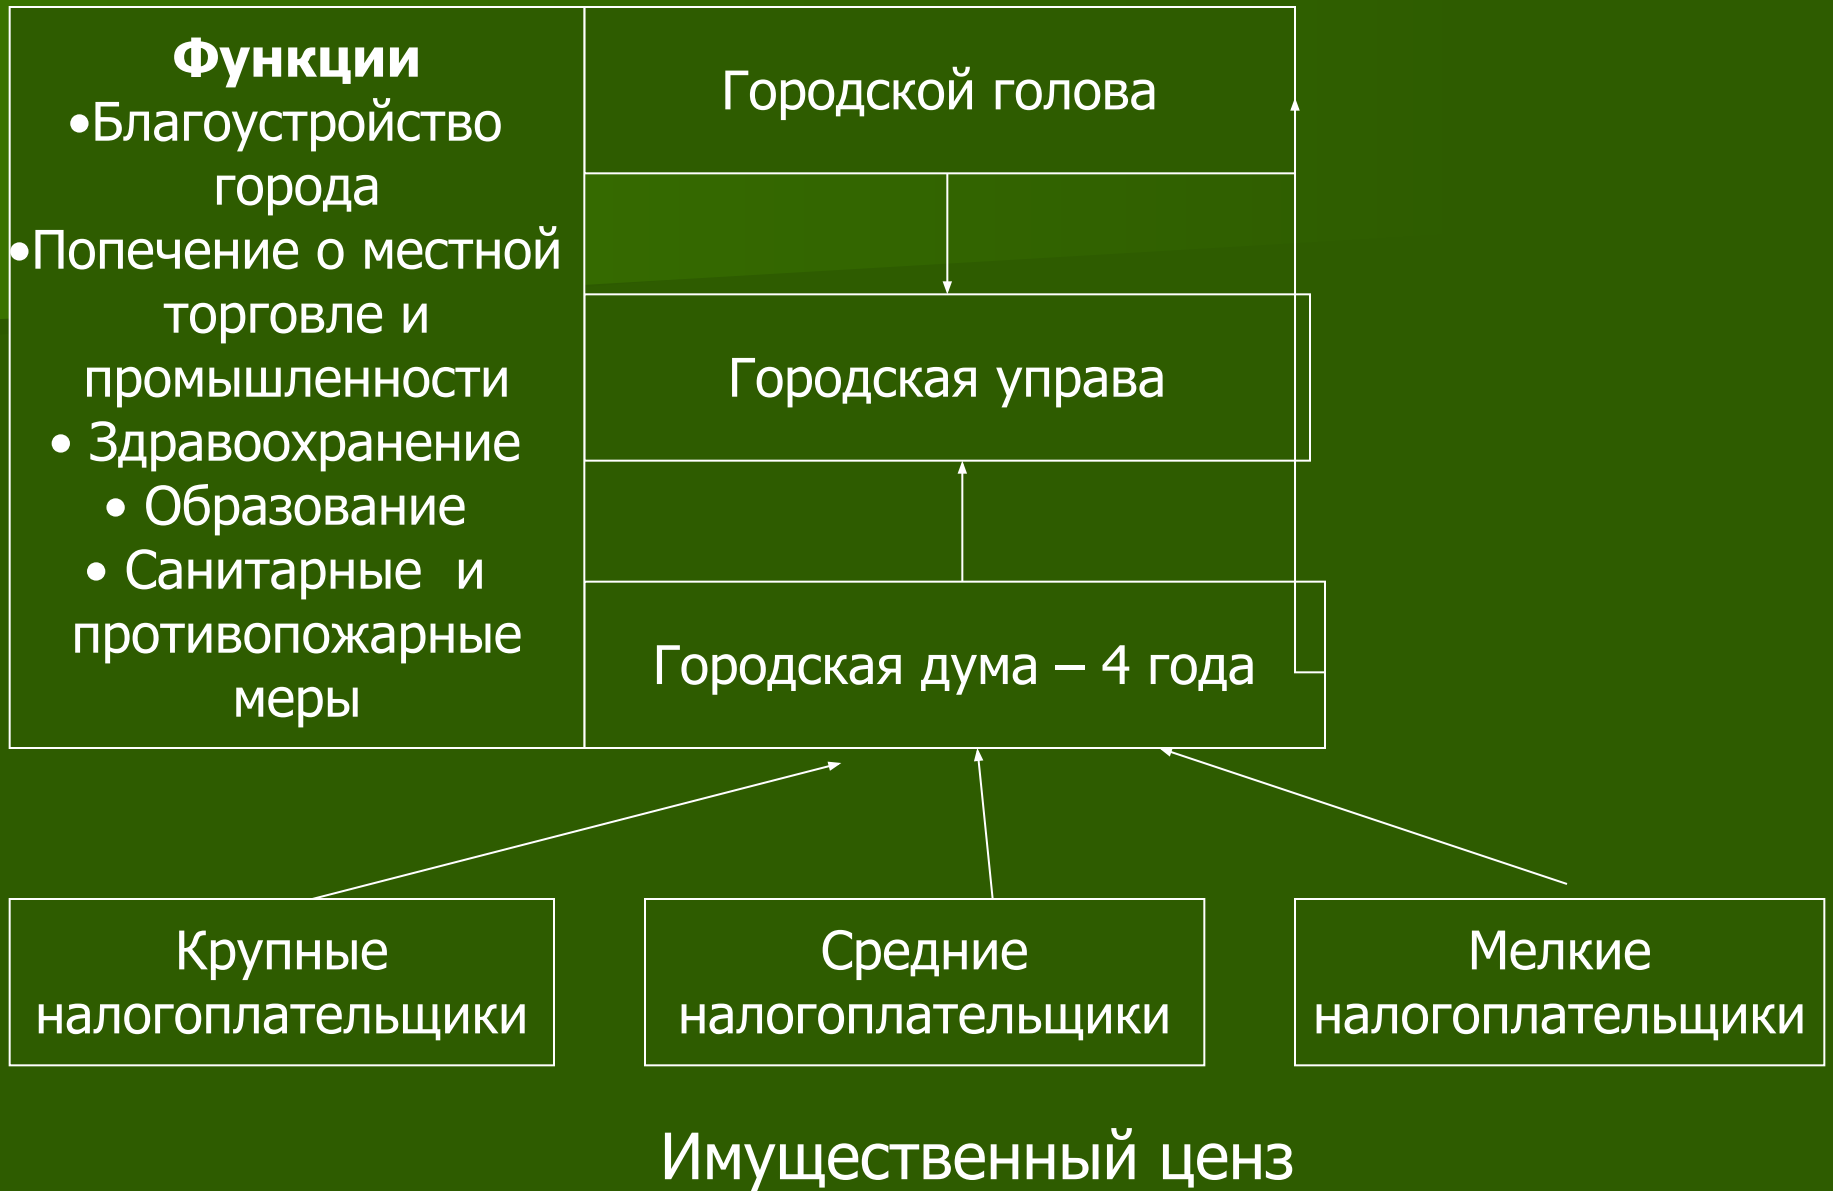 Функции
•Благоустройство
города
•Попечение о местной
торговле и
промышленности
• Здравоохранение
• Образование
• Санитарные и
противопожарные
меры
Городской голова
Городская управа
Городская дума – 4 года
Крупные
налогоплательщики
Средние
налогоплательщики
Мелкие
налогоплательщики
Имущественный ценз